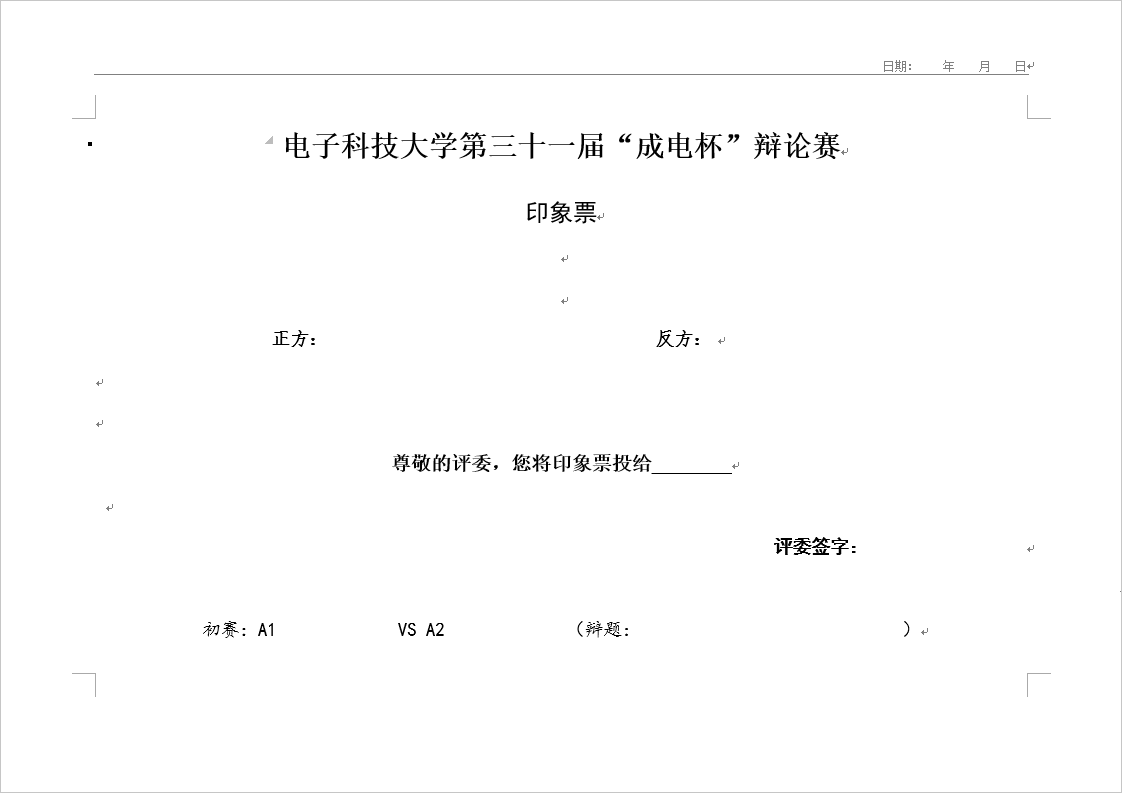 日期： 年 月 日
电子科技大学第三十一届“成电杯”辩论赛
印象票
正方： 反方：
尊敬的评委，您将印象票投给________
评委签字：
初赛：A1 VS A2 （辩题： ）